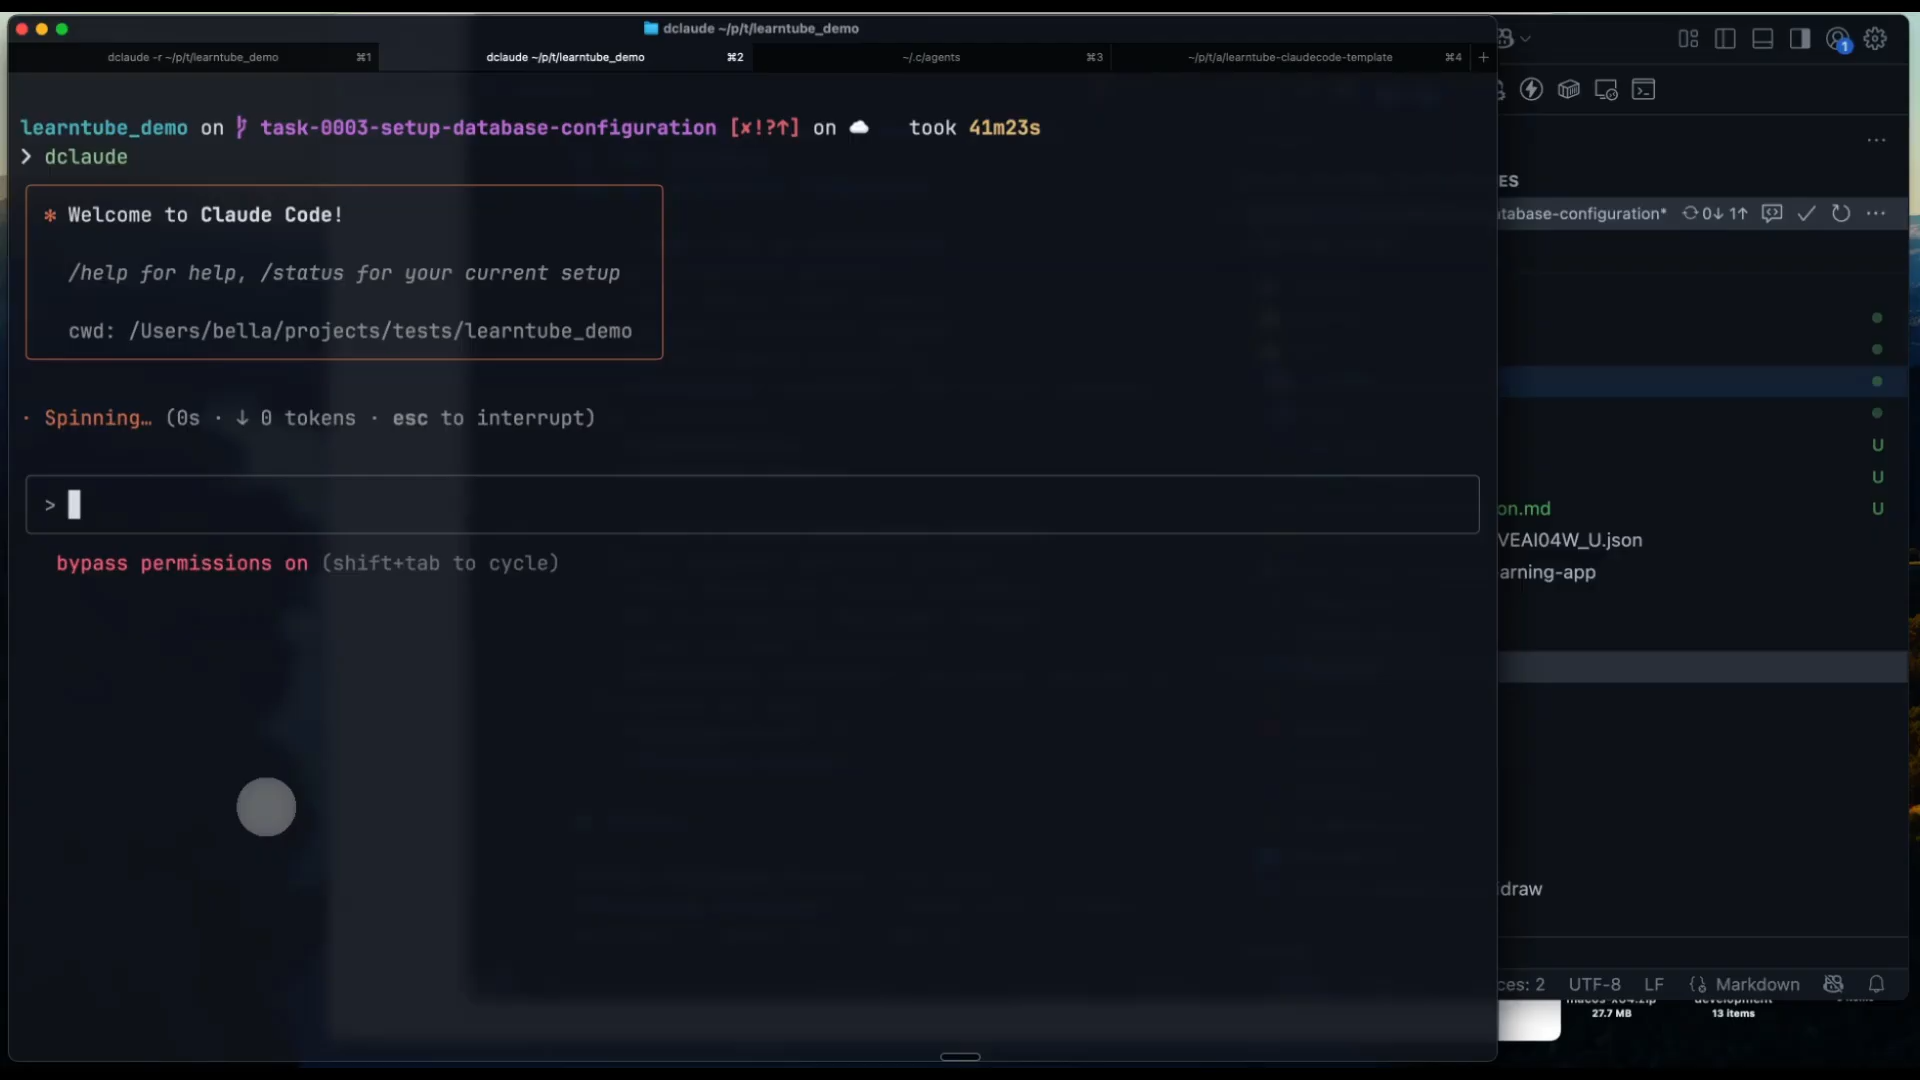 dclaude ~/p/t/learntube_demo
dclaude -r ~/p/t/learntube_demo ⌘1
dclaude ~/p/t/learntube_demo ⌘2
~/.c/agents ⌘3
~/p/t/a/learntube-claudecode-template ⌘4 +
learntube_demo on task-0003-setup-database-configuration [✘!?↑] on took 41m23s
> dclaude
* Welcome to Claude Code!
/help for help, /status for your current setup
cwd: /Users/bella/projects/tests/learntube_demo
· Spinning… (0s · ↓ 0 tokens · esc to interrupt)
>
bypass permissions on (shift+tab to cycle)
1
ES
tabase-configuration* 0↓ 1↑
U
U
on.md U
VEAI04W_U.json
arning-app
idraw
ces: 2 UTF-8 LF Markdown
27.7 MB
13 items